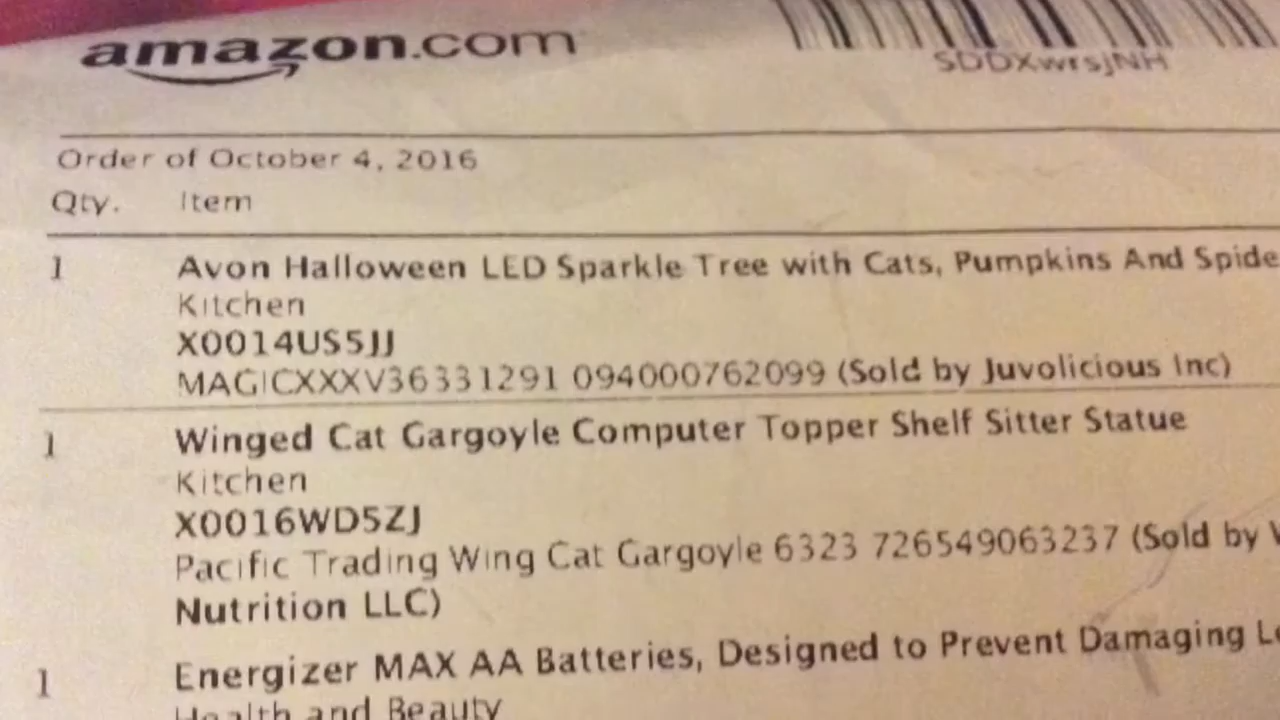 amazon.com
SDDXwrsJNH
Order of October 4, 2016
Qty. Item
1 Avon Halloween LED Sparkle Tree with Cats, Pumpkins And Spide
Kitchen
X0014US5JJ
MAGICXXXV36331291 094000762099 (Sold by Juvolicious Inc)
1 Winged Cat Gargoyle Computer Topper Shelf Sitter Statue
Kitchen
X0016WD5ZJ
Pacific Trading Wing Cat Gargoyle 6323 726549063237 (Sold by
Nutrition LLC)
1 Energizer MAX AA Batteries, Designed to Prevent Damaging
Health and Beauty